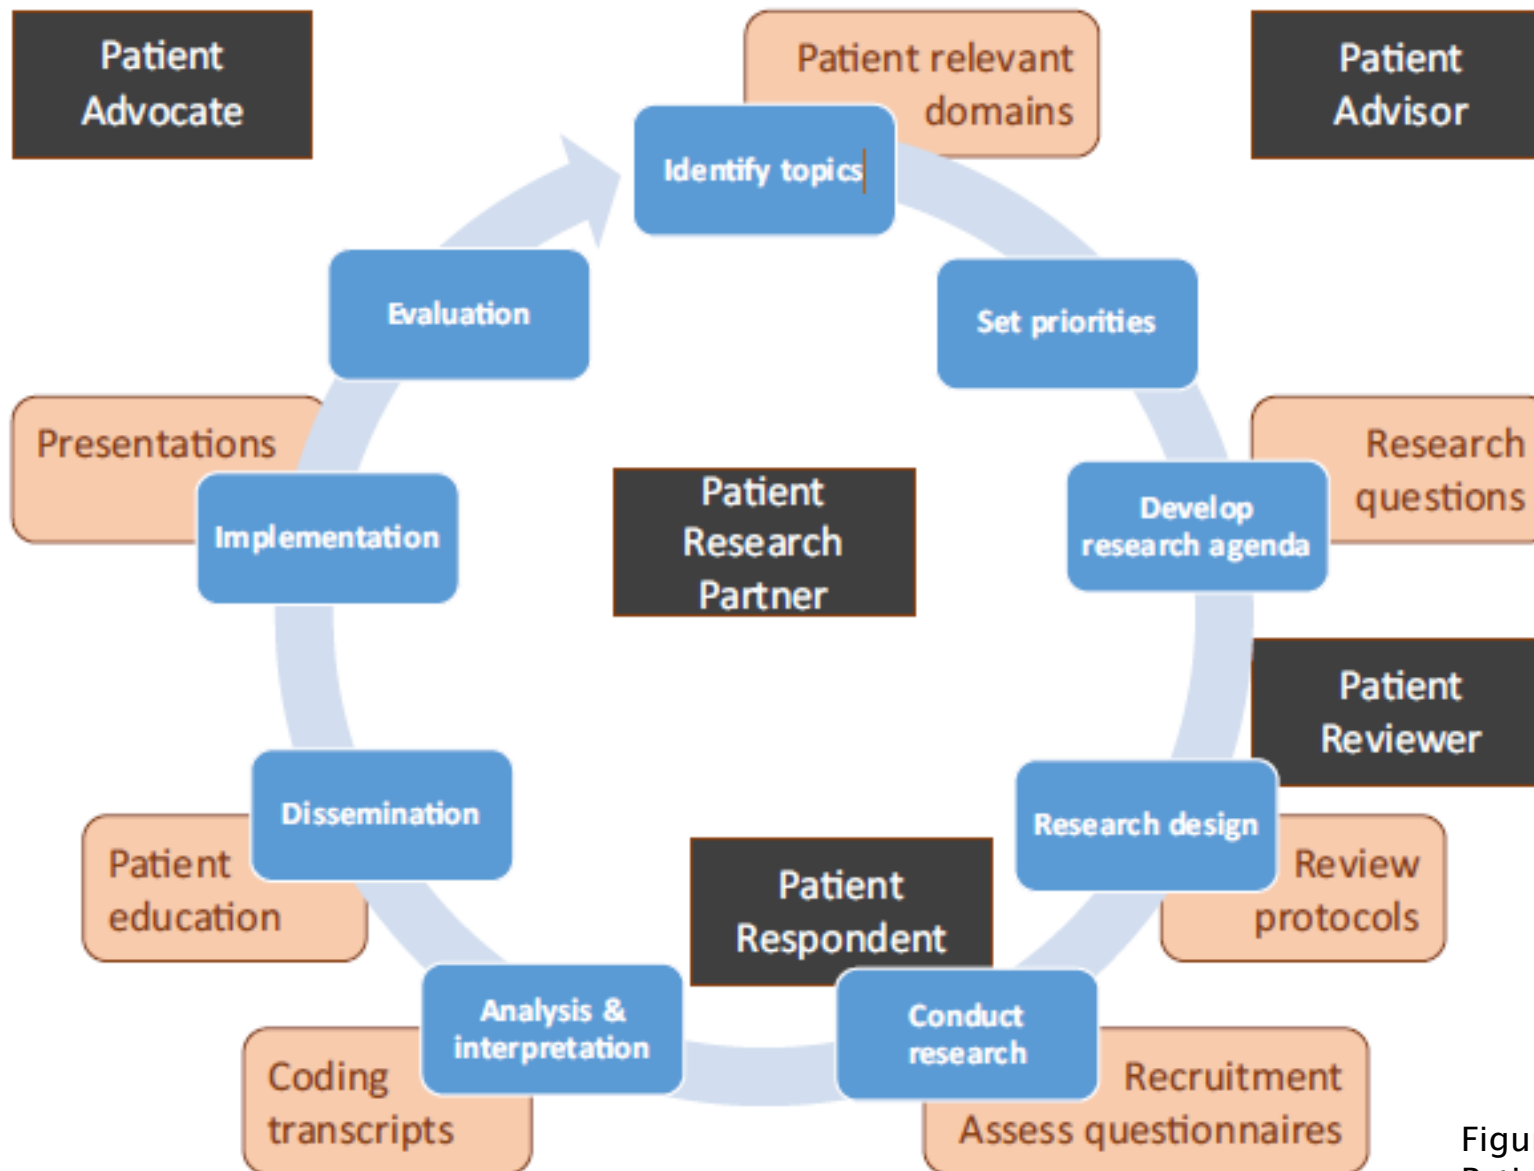 Patient
Advocate
Patient relevant
domains
Patient
Advisor
Identify topics
Evaluation
Set priorities
Presentations
Research
questions
Patient
Research
Partner
Develop
research agenda
Implementation
Patient
Reviewer
Dissemination
Research design
Patient
education
Patient
Respondent
Review
protocols
Analysis &
interpretation
Conduct
research
Coding
transcripts
Recruitment
Assess questionnaires
Figu